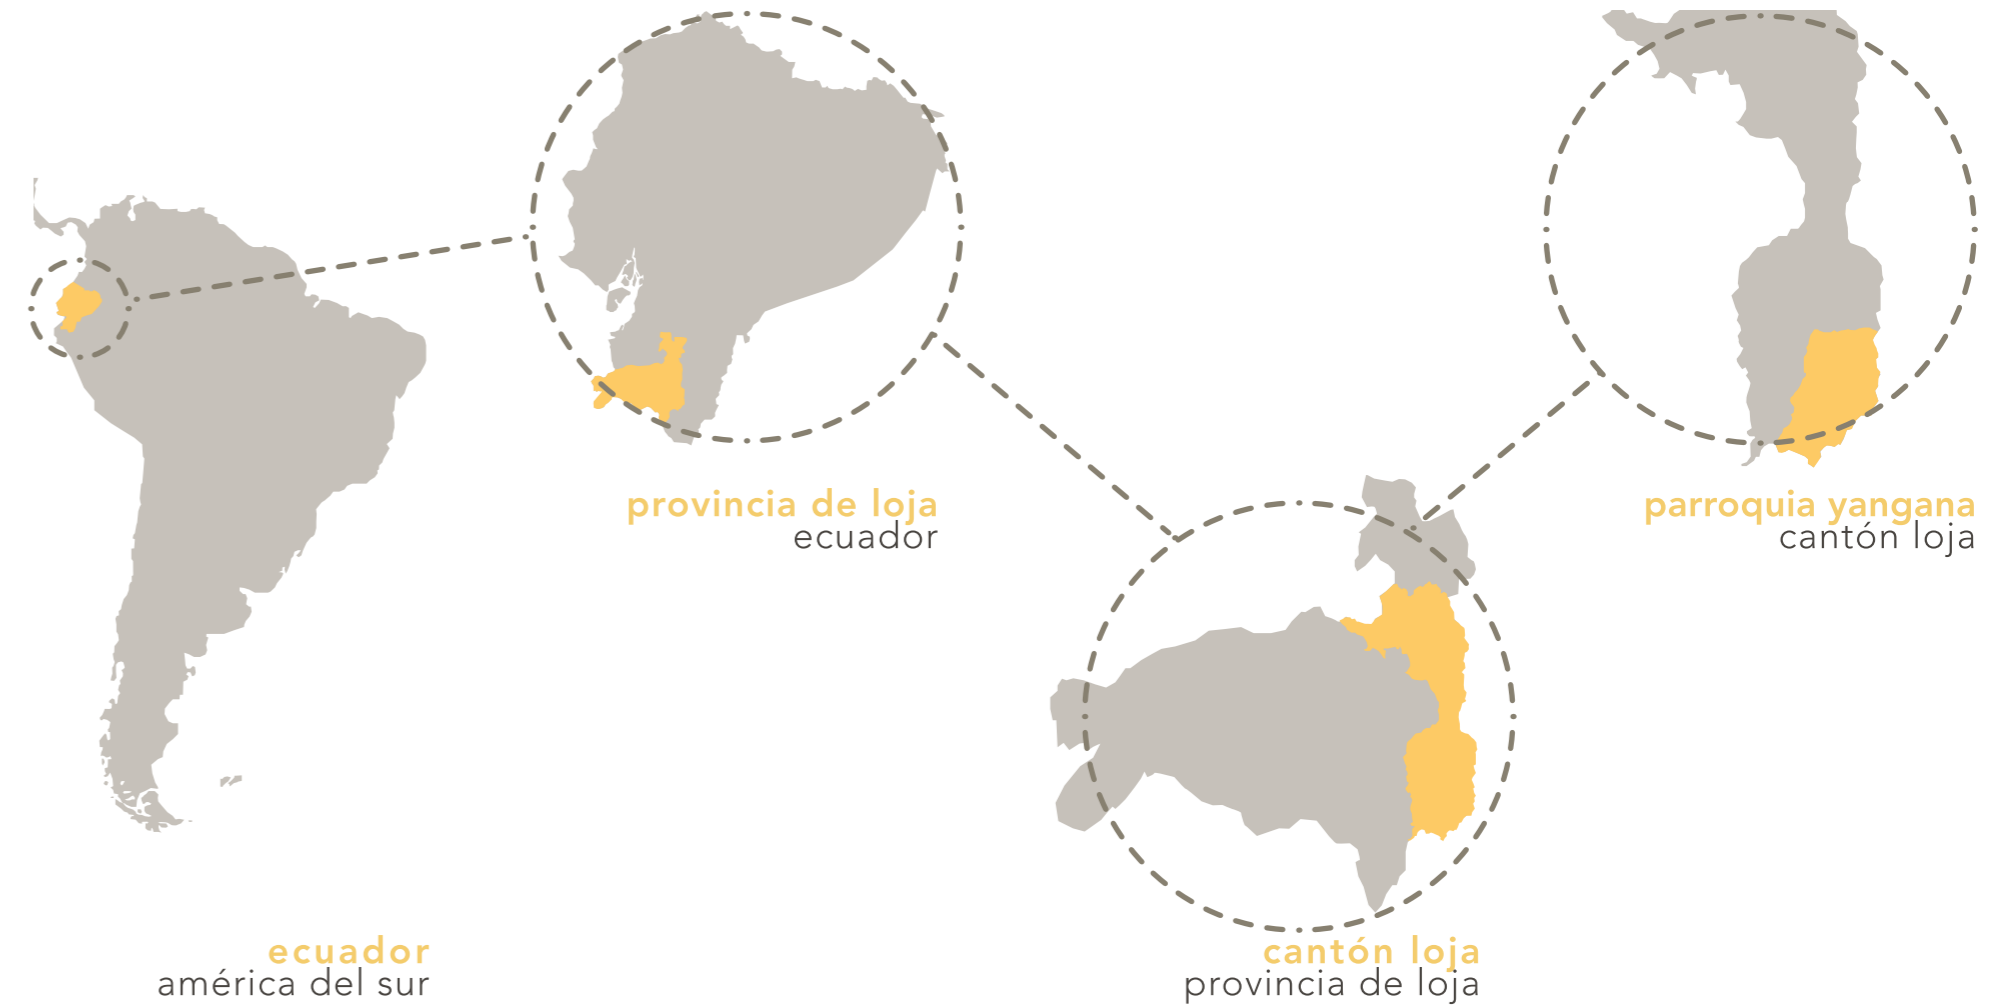 provincia de loja
ecuador
parroquia yangana
cantón loja
ecuador
américa del sur
cantón loja
provincia de loja